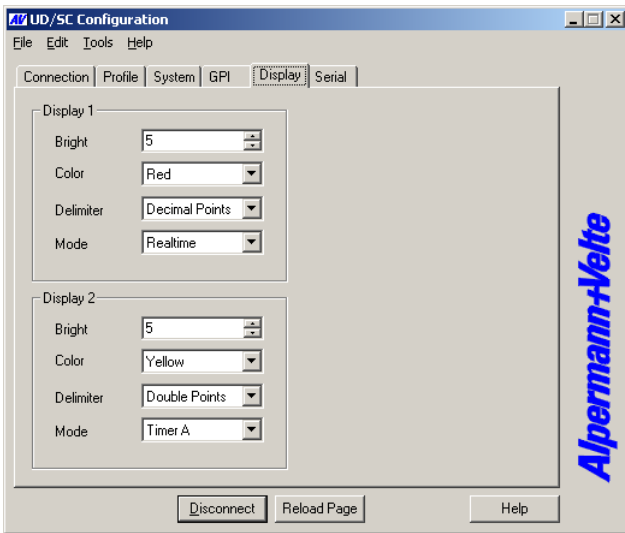 AV UD/SC Configuration
File Edit Tools Help
Connection Profile System GPI Display Serial
Display 1
Bright 5
Color Red
Delimiter Decimal Points
Mode Realtime
Display 2
Bright 5
Color Yellow
Delimiter Double Points
Mode Timer A
Disconnect Reload Page Help
Alpermann+Velte